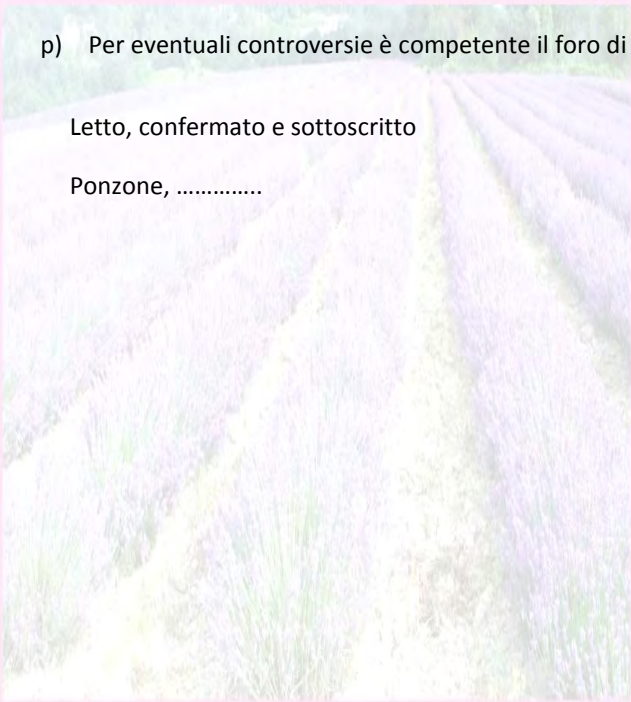 p) Per eventuali controversie è competente il foro di
Letto, confermato e sottoscritto
Ponzone, …………..